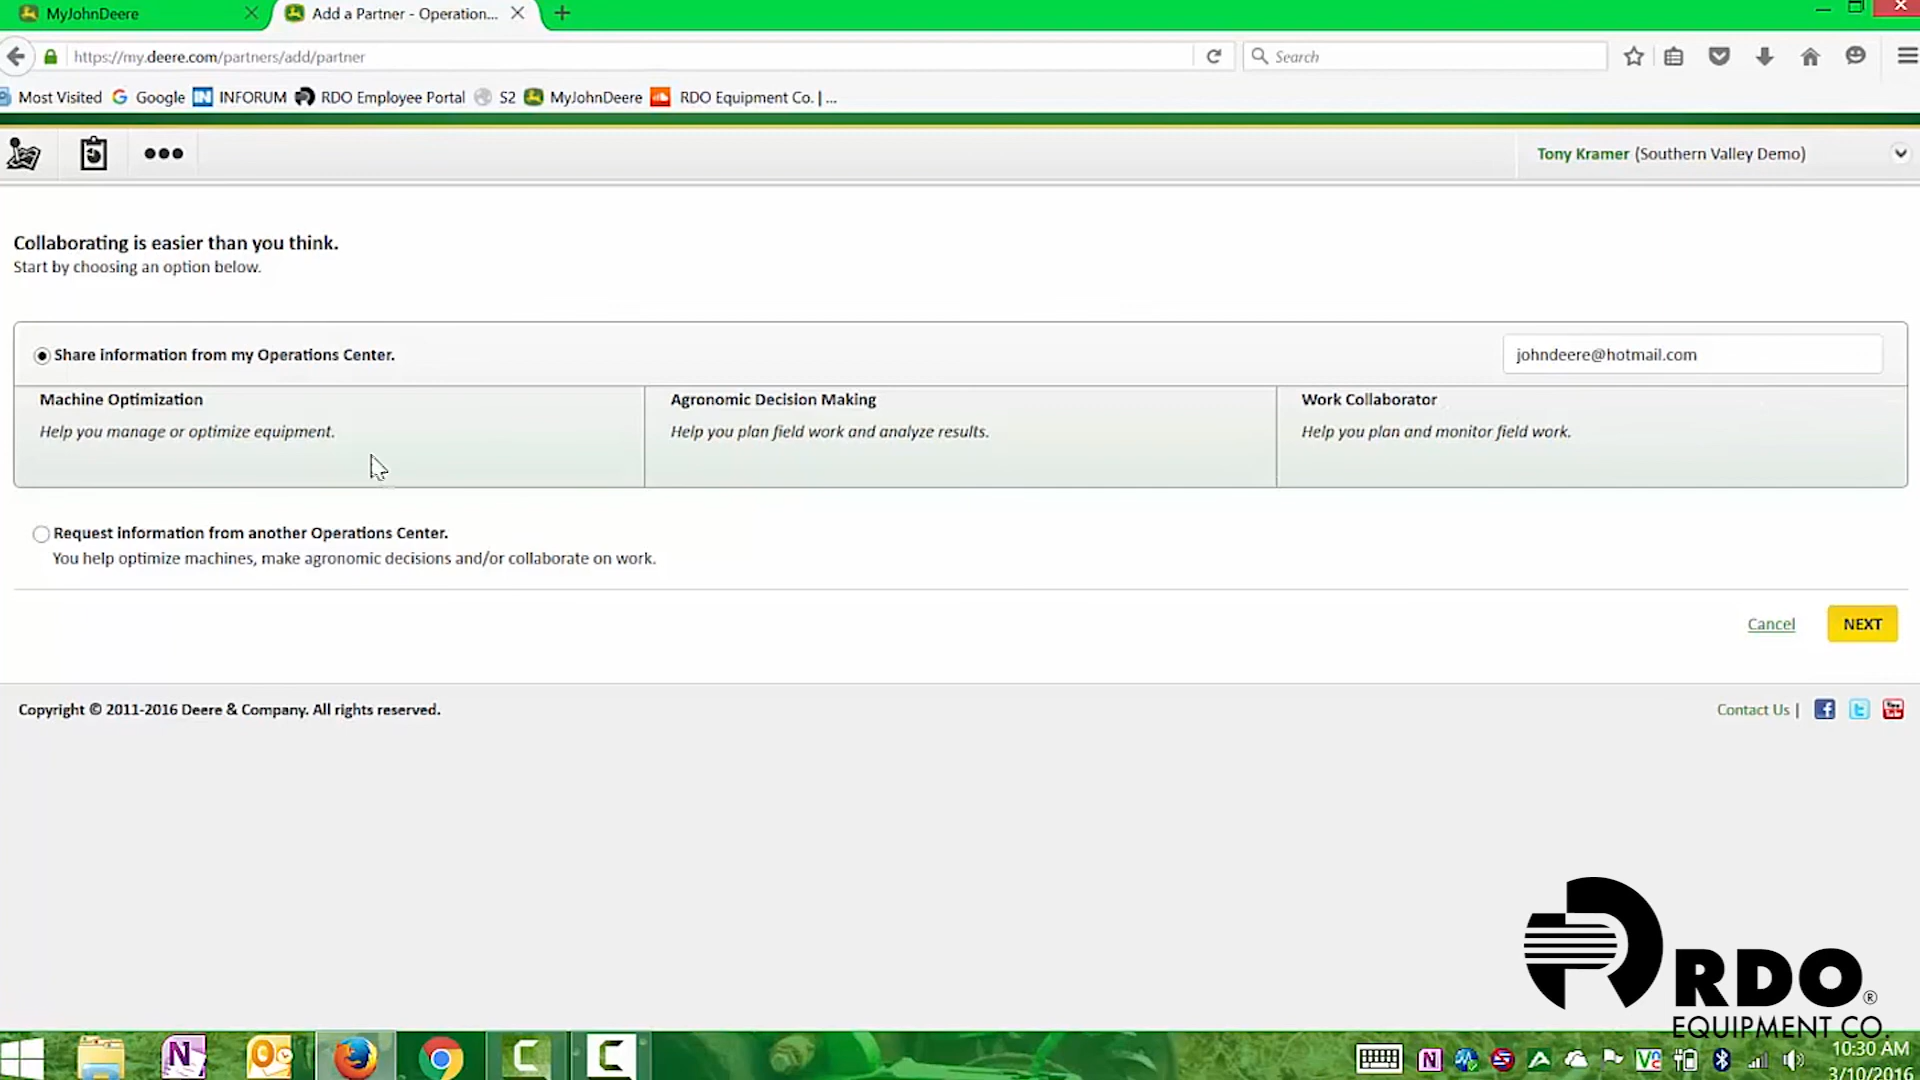 MyJohnDeere
Add a Partner - Operation...
https://my.deere.com/partners/add/partner
Search
Most Visited
Google
IN INFORUM
RDO Employee Portal
S2
MyJohnDeere
RDO Equipment Co. | ...
Tony Kramer (Southern Valley Demo)
Collaborating is easier than you think.
Start by choosing an option below.
Share information from my Operations Center.
johndeere@hotmail.com
Machine Optimization
Help you manage or optimize equipment.
Agronomic Decision Making
Help you plan field work and analyze results.
Work Collaborator
Help you plan and monitor field work.
Request information from another Operations Center.
You help optimize machines, make agronomic decisions and/or collaborate on work.
Cancel
NEXT
Copyright © 2011-2016 Deere & Company. All rights reserved.
Contact Us |
RDO®
EQUIPMENT CO.
10:30 AM
3/10/2016